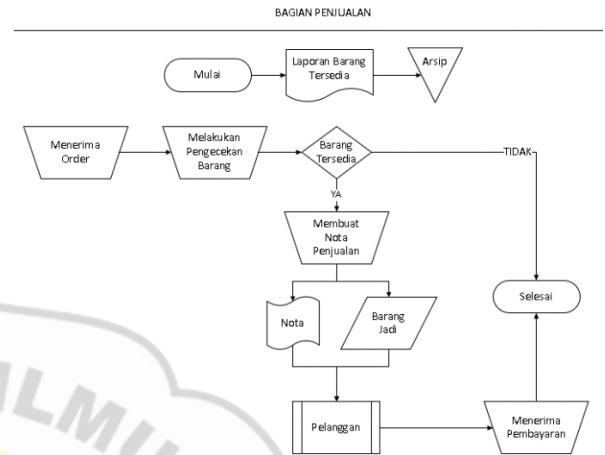 BAGIAN PENJUALAN
Mulai
Laporan Barang
Tersedia
Arsip
Menerima
Order
Melakukan
Pengecekan
Barang
Barang
Tersedia
TIDAK
YA
Membuat
Nota
Penjualan
Nota
Barang
Jadi
Selesai
Pelanggan
Menerima
Pembayaran